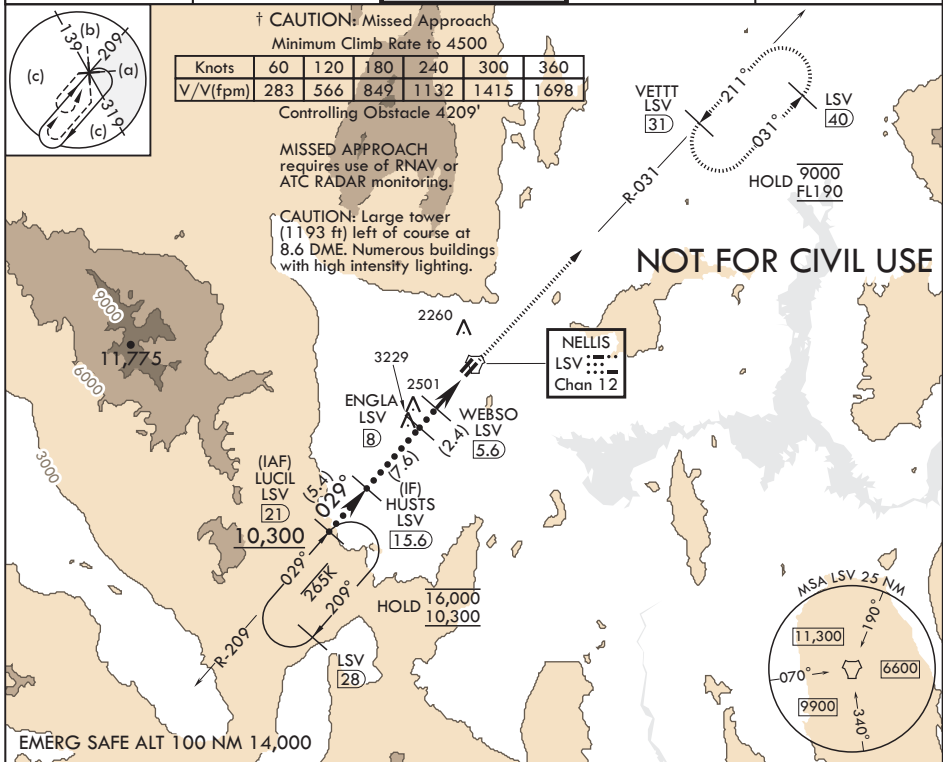 139
(b)
209
(a)
(c)
319
(c)
† CAUTION: Missed Approach
Minimum Climb Rate to 4500
Knots 60 120 180 240 300 360
V/V(fpm) 283 566 849 1132 1415 1698
Controlling Obstacle 4209'
MISSED APPROACH
requires use of RNAV or
ATC RADAR monitoring.
CAUTION: Large tower
(1193 ft) left of course at
8.6 DME. Numerous buildings
with high intensity lighting.
VETTT
LSV
31
211°
031°
LSV
40
R-031
HOLD 9000
FL190
NOT FOR CIVIL USE
9000
11,775
6000
3000
2260
3229
2501
NELLIS
LSV
Chan 12
ENGLA
LSV
8
WEBSO
LSV
5.6
(2.4)
(7.6)
(IAF)
LUCIL
LSV
21
10,300
(5.4)
029°
(IF)
HUSTS
LSV
15.6
029°
265K
209°
HOLD 16,000
10,300
R-209
LSV
28
MSA LSV 25 NM
190°
11,300
070°
6600
9900
340°
EMERG SAFE ALT 100 NM 14,000